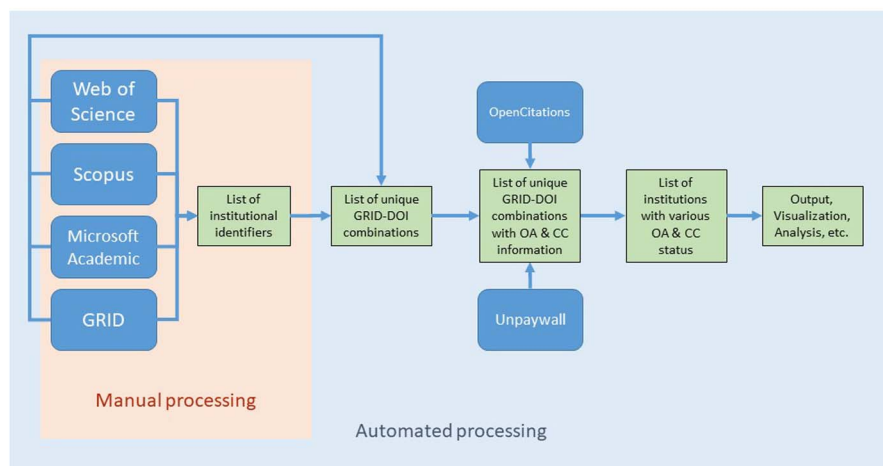 Web of
Science
Scopus
Microsoft
Academic
GRID
List of
institutional
identifiers
List of unique
GRID-DOI
combinations
OpenCitations
List of unique
GRID-DOI
combinations
with OA & CC
information
Unpaywall
List of
institutions
with various
OA & CC
status
Output,
Visualization,
Analysis, etc.
Manual processing
Automated processing